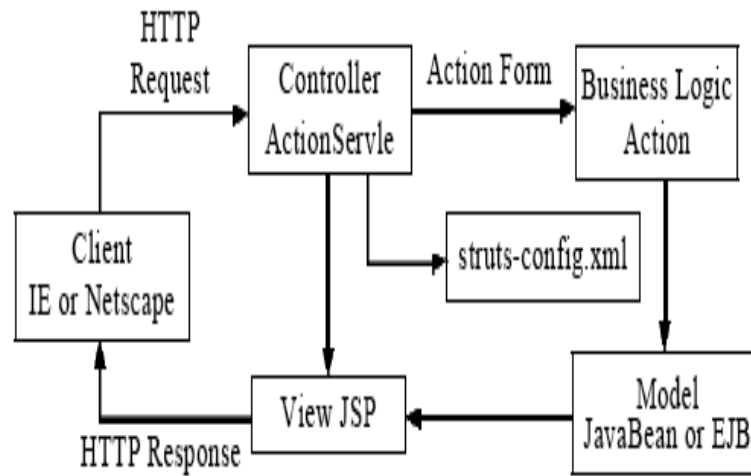 HTTP
Request
Controller
ActionServle
Action Form
Business Logic
Action
Client
IE or Netscape
struts-config.xml
View JSP
Model
JavaBean or EJB
HTTP Response